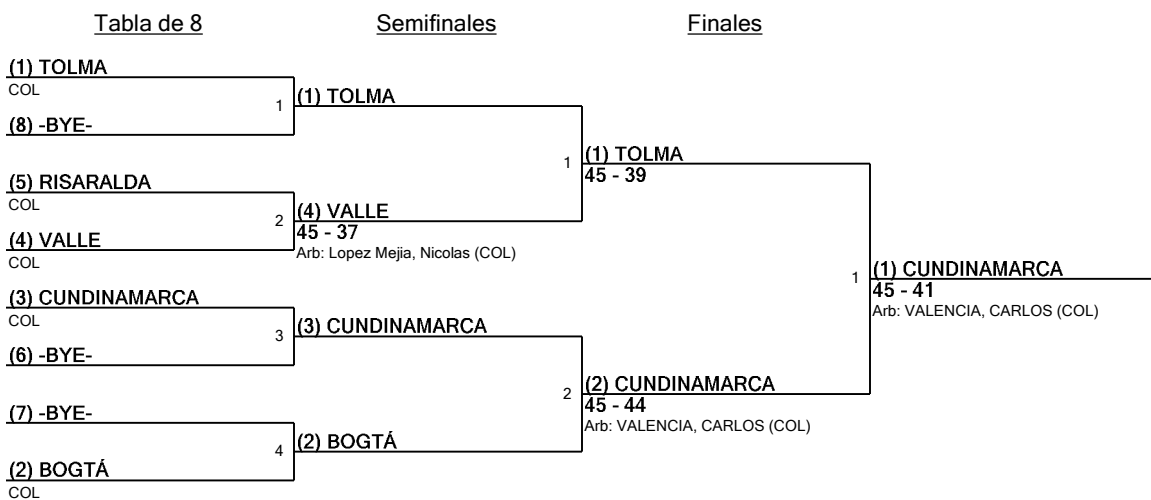 Tabla de 8
Semifinales
Finales
(1) TOLMA
COL
1
(8) -BYE-
(5) RISARALDA
COL
2
(4) VALLE
COL
(3) CUNDINAMARCA
COL
3
(6) -BYE-
(7) -BYE-
4
(2) BOGTÁ
COL
(1) TOLMA
1
(4) VALLE
45 - 37
Arb: Lopez Mejia, Nicolas (COL)
(3) CUNDINAMARCA
2
(2) BOGTÁ
(1) TOLMA
45 - 39
1
(2) CUNDINAMARCA
45 - 44
Arb: VALENCIA, CARLOS (COL)
(1) CUNDINAMARCA
45 - 41
Arb: VALENCIA, CARLOS (COL)